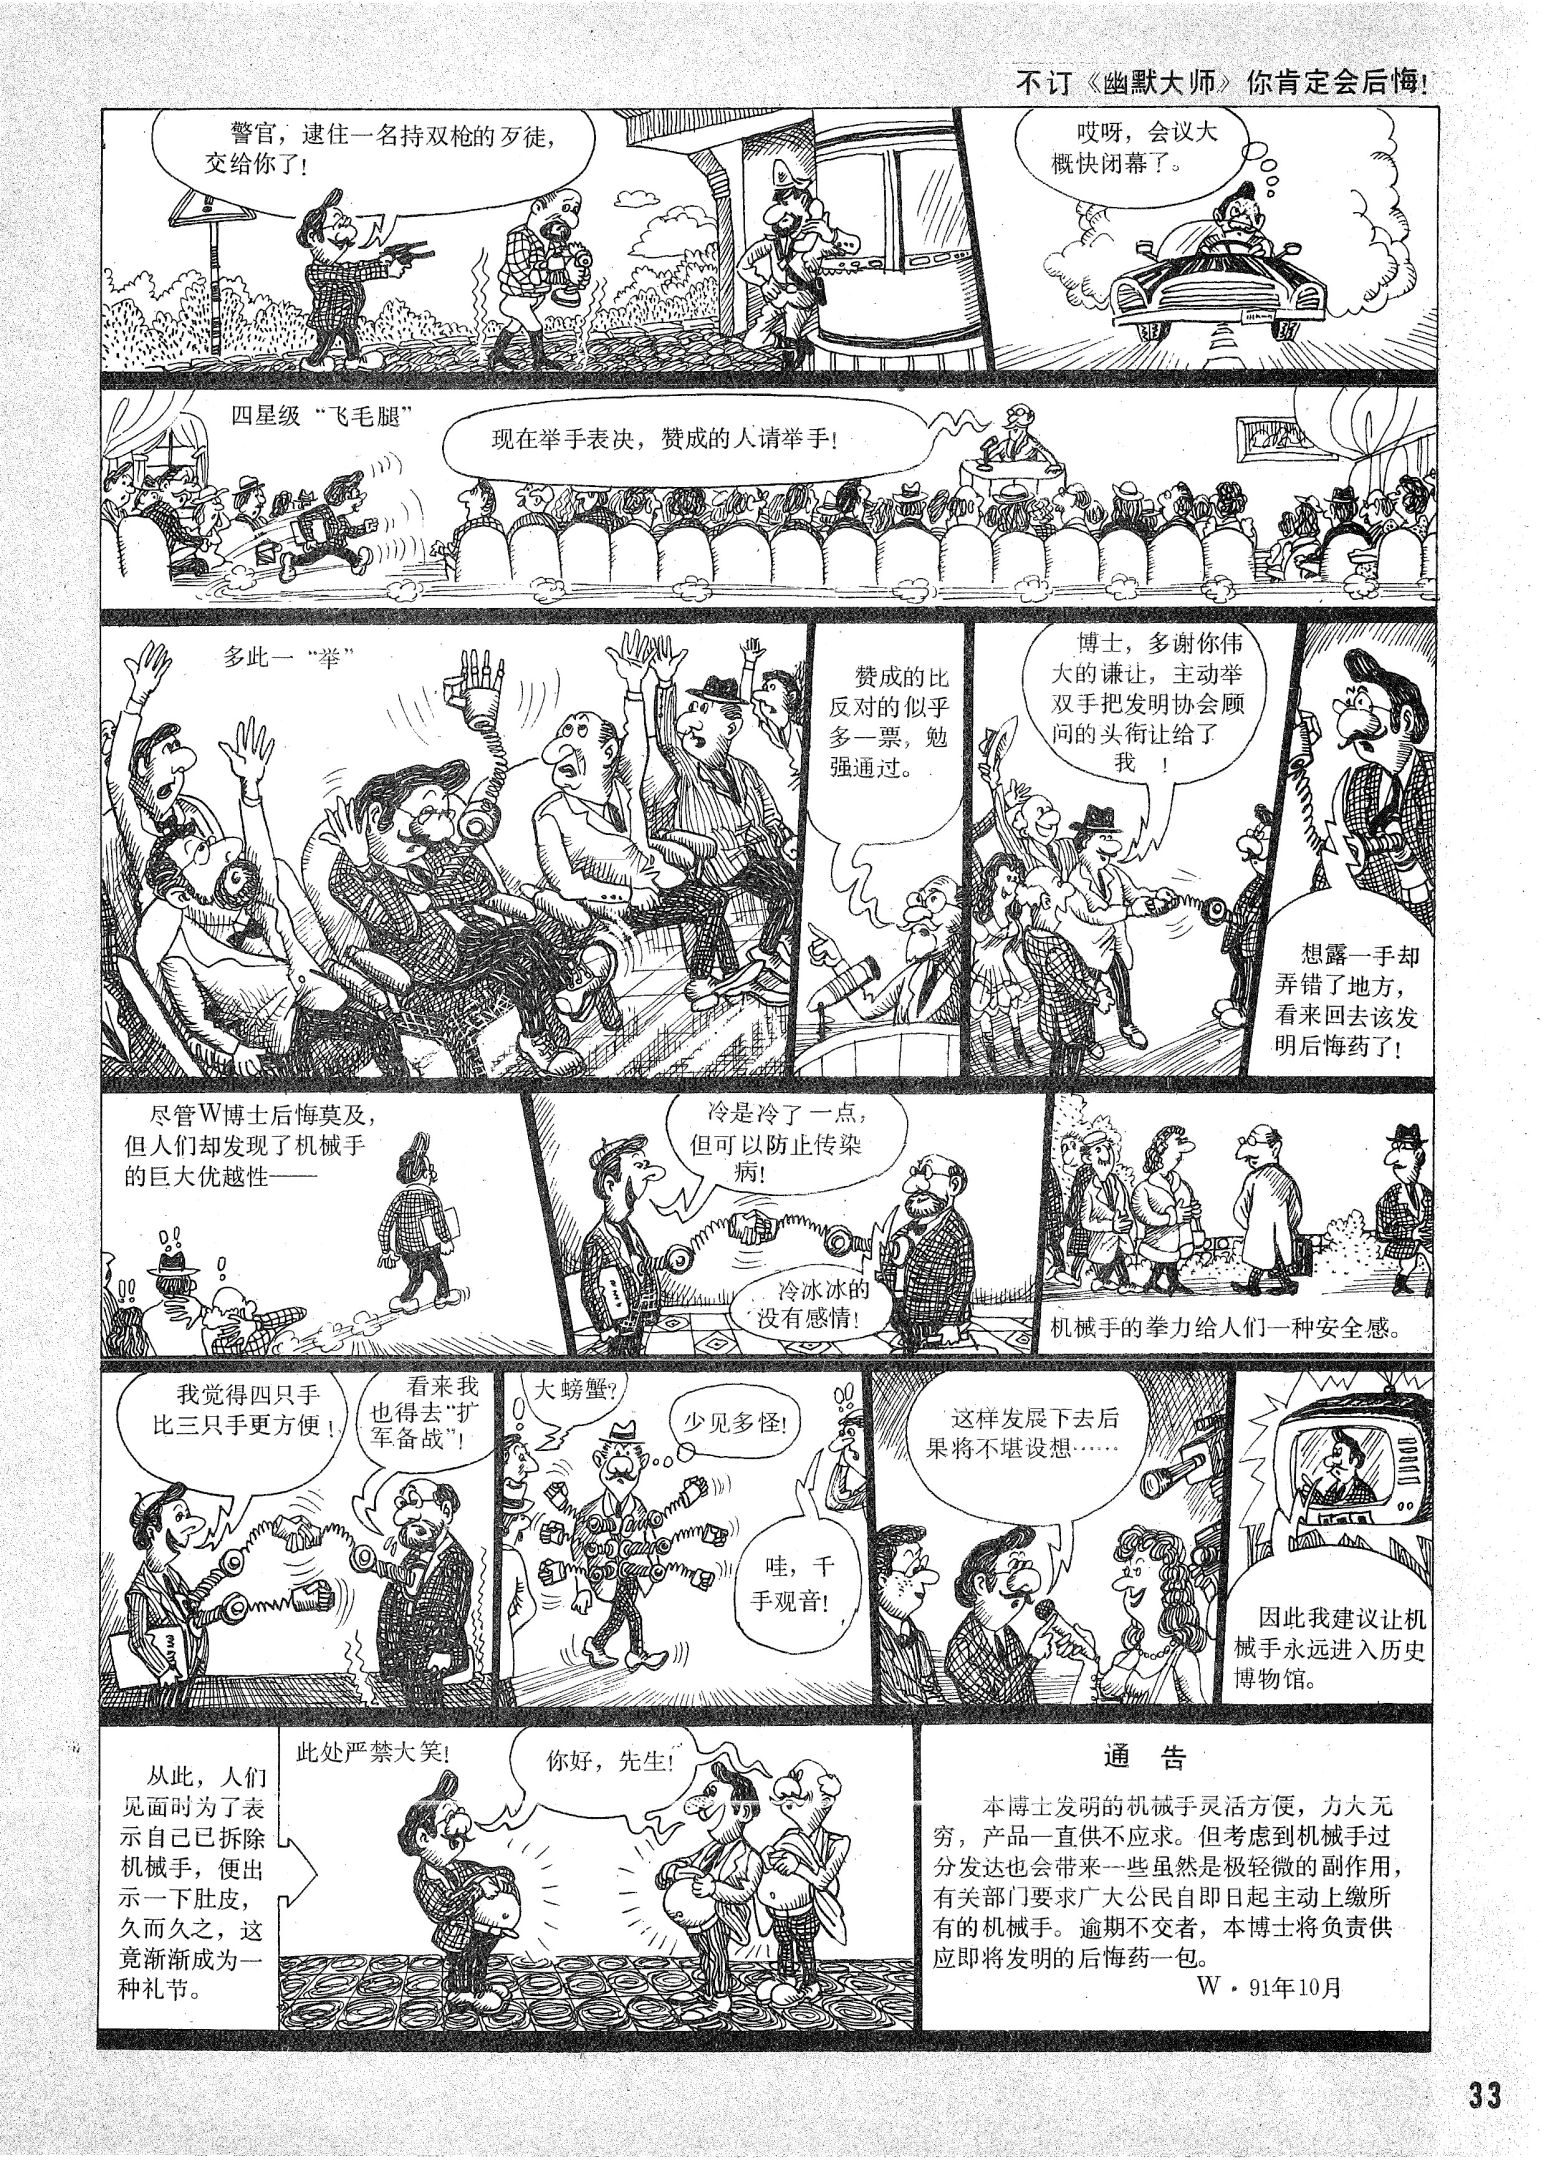 不订《幽默大师》你肯定会后悔!
警官，逮住一名持双枪的歹徒，
交给你了!
哎呀，会议大
概快闭幕了。
四星级“飞毛腿”
现在举手表决，赞成的人请举手!
多此一“举”
赞成的比
反对的似乎
多一票，勉
强通过。
博士，多谢你伟
大的谦让，主动举
双手把发明协会顾
问的头衔让给了
我!
想露一手却
弄错了地方，
看来回去该发
明后悔药了!
尽管W博士后悔莫及，
但人们却发现了机械手
的巨大优越性——
冷是冷了一点，
但可以防止传染
病!
冷冰冰的
没有感情!
机械手的拳力给人们一种安全感。
我觉得四只手
比三只手更方便!
看来我
也得去“扩
军备战”!
大螃蟹?
少见多怪!
哇，千
手观音!
这样发展下去后
果将不堪设想……
因此我建议让机
械手永远进入历史
博物馆。
从此，人们
见面时为了表
示自己已拆除
机械手，便出
示一下肚皮，
久而久之，这
竟渐渐成为一
种礼节。
此处严禁大笑!
你好，先生!
通告
本博士发明的机械手灵活方便，力大无
穷，产品一直供不应求。但考虑到机械手过
分发达也会带来一些虽然是极轻微的副作用，
有关部门要求广大公民自即日起主动上缴所
有的机械手。逾期不交者，本博士将负责供
应即将发明的后悔药一包。
W·91年10月
33